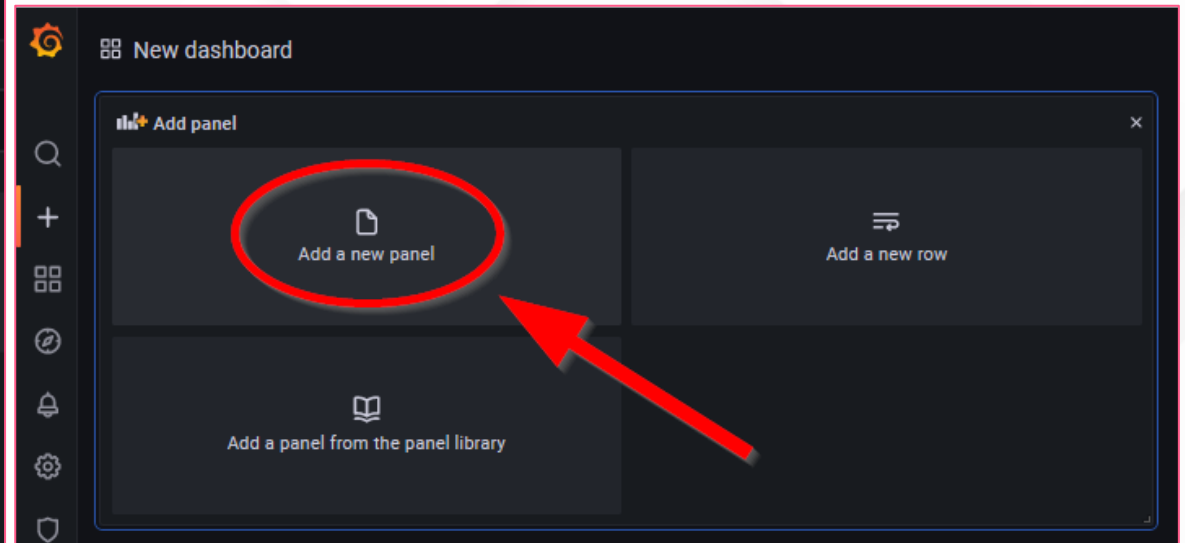 New dashboard
Add panel
Add a new panel
Add a new row
Add a panel from the panel library